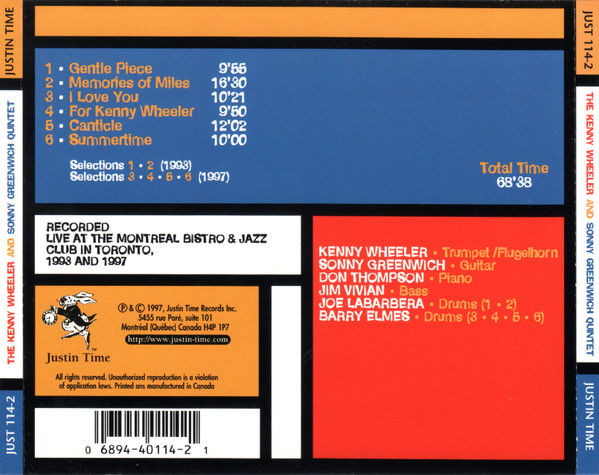 JUSTIN TIME
THE KENNY WHEELER AND SONNY GREENWICH QUINTET
JUST 114-2
1 • Gentle Piece 9'55
2 • Memories of Miles 16'30
3 • I Love You 10'21
4 • For Kenny Wheeler 9'50
5 • Canticle 12'02
6 • Summertime 10'00
Selections 1 • 2 (1993)
Selections 3 • 4 • 5 • 6 (1997)
Total Time
68'38
RECORDED
LIVE AT THE MONTREAL BISTRO & JAZZ
CLUB IN TORONTO,
1993 AND 1997
KENNY WHEELER • Trumpet /Flugelhorn
SONNY GREENWICH • Guitar
DON THOMPSON • Piano
JIM VIVIAN • Bass
JOE LABARBERA • Drums (1 • 2)
BARRY ELMES • Drums (3 • 4 • 5 • 6)
℗ & © 1997, Justin Time Records Inc.
5455 rue Paré, suite 101
Montréal (Québec) Canada H4P 1P7
http://www.justin-time.com
Justin Time
TM
All rights reserved. Unauthorized reproduction is a violation
of application laws. Printed ans manufactured in Canada
0 6894-40114-2 1
JUST 114-2
THE KENNY WHEELER AND SONNY GREENWICH QUINTET
JUSTIN TIME